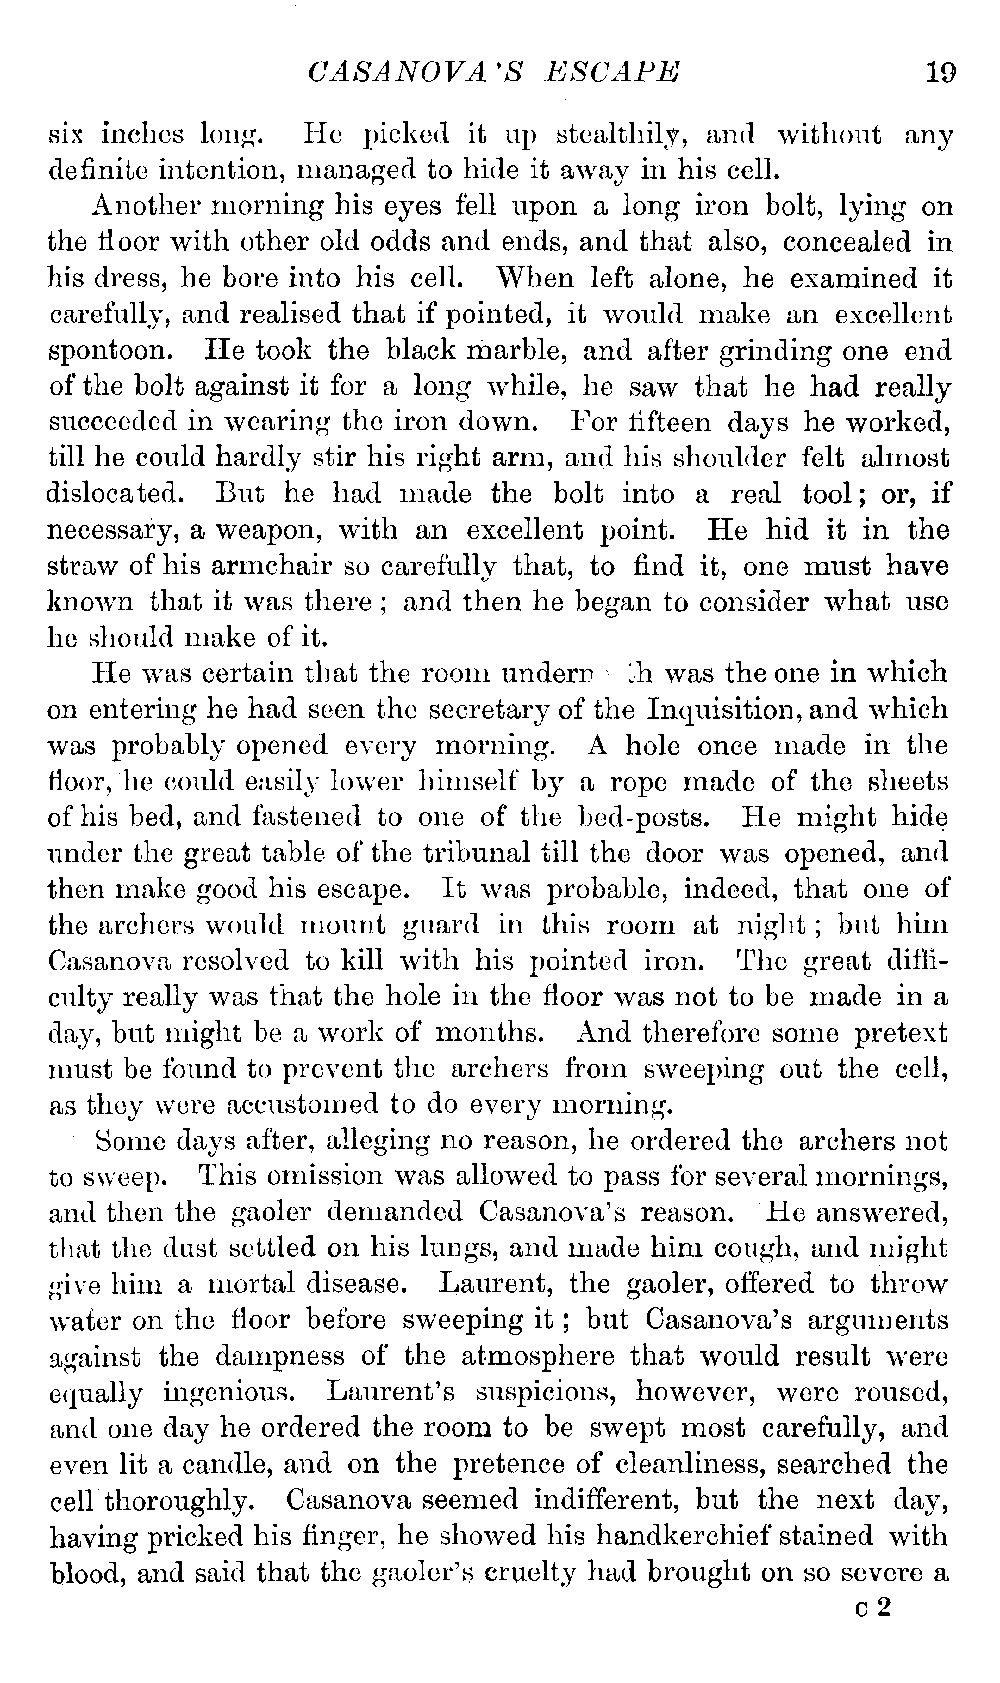 CASANOVA'S ESCAPE 19
six inches long. He picked it up stealthily, and without any
definite intention, managed to hide it away in his cell.
Another morning his eyes fell upon a long iron bolt, lying on
the floor with other old odds and ends, and that also, concealed in
his dress, he bore into his cell. When left alone, he examined it
carefully, and realised that if pointed, it would make an excellent
spontoon. He took the black marble, and after grinding one end
of the bolt against it for a long while, he saw that he had really
succeeded in wearing the iron down. For fifteen days he worked,
till he could hardly stir his right arm, and his shoulder felt almost
dislocated. But he had made the bolt into a real tool; or, if
necessary, a weapon, with an excellent point. He hid it in the
straw of his armchair so carefully that, to find it, one must have
known that it was there; and then he began to consider what use
he should make of it.
He was certain that the room was the one in which
on entering he had seen the secretary of the Inquisition, and which
was probably opened every morning. A hole once made in the
floor, he could easily lower himself by a rope made of the sheets
of his bed, and fastened to one of the bed-posts. He might hide
under the great table of the tribunal till the door was opened, and
then make good his escape. It was probable, indeed, that one of
the archers would mount guard in this room at night; but him
Casanova resolved to kill with his pointed iron. The great diffi-
culty really was that the hole in the floor was not to be made in a
day, but might be a work of months. And therefore some pretext
must be found to prevent the archers from sweeping out the cell,
as they were accustomed to do every morning.
Some days after, alleging no reason, he ordered the archers not
to sweep. This omission was allowed to pass for several mornings,
and then the gaoler demanded Casanova's reason. He answered,
that the dust settled on his lungs, and made him cough, and might
give him a mortal disease. Laurent, the gaoler, offered to throw
water on the floor before sweeping it; but Casanova's arguments
against the dampness of the atmosphere that would result were
equally ingenious. Laurent's suspicions, however, were roused,
and one day he ordered the room to be swept most carefully, and
even lit a candle, and on the pretence of cleanliness, searched the
cell thoroughly. Casanova seemed indifferent, but the next day,
having pricked his finger, he showed his handkerchief stained with
blood, and said that the gaoler's cruelty had brought on so severe a
C 2